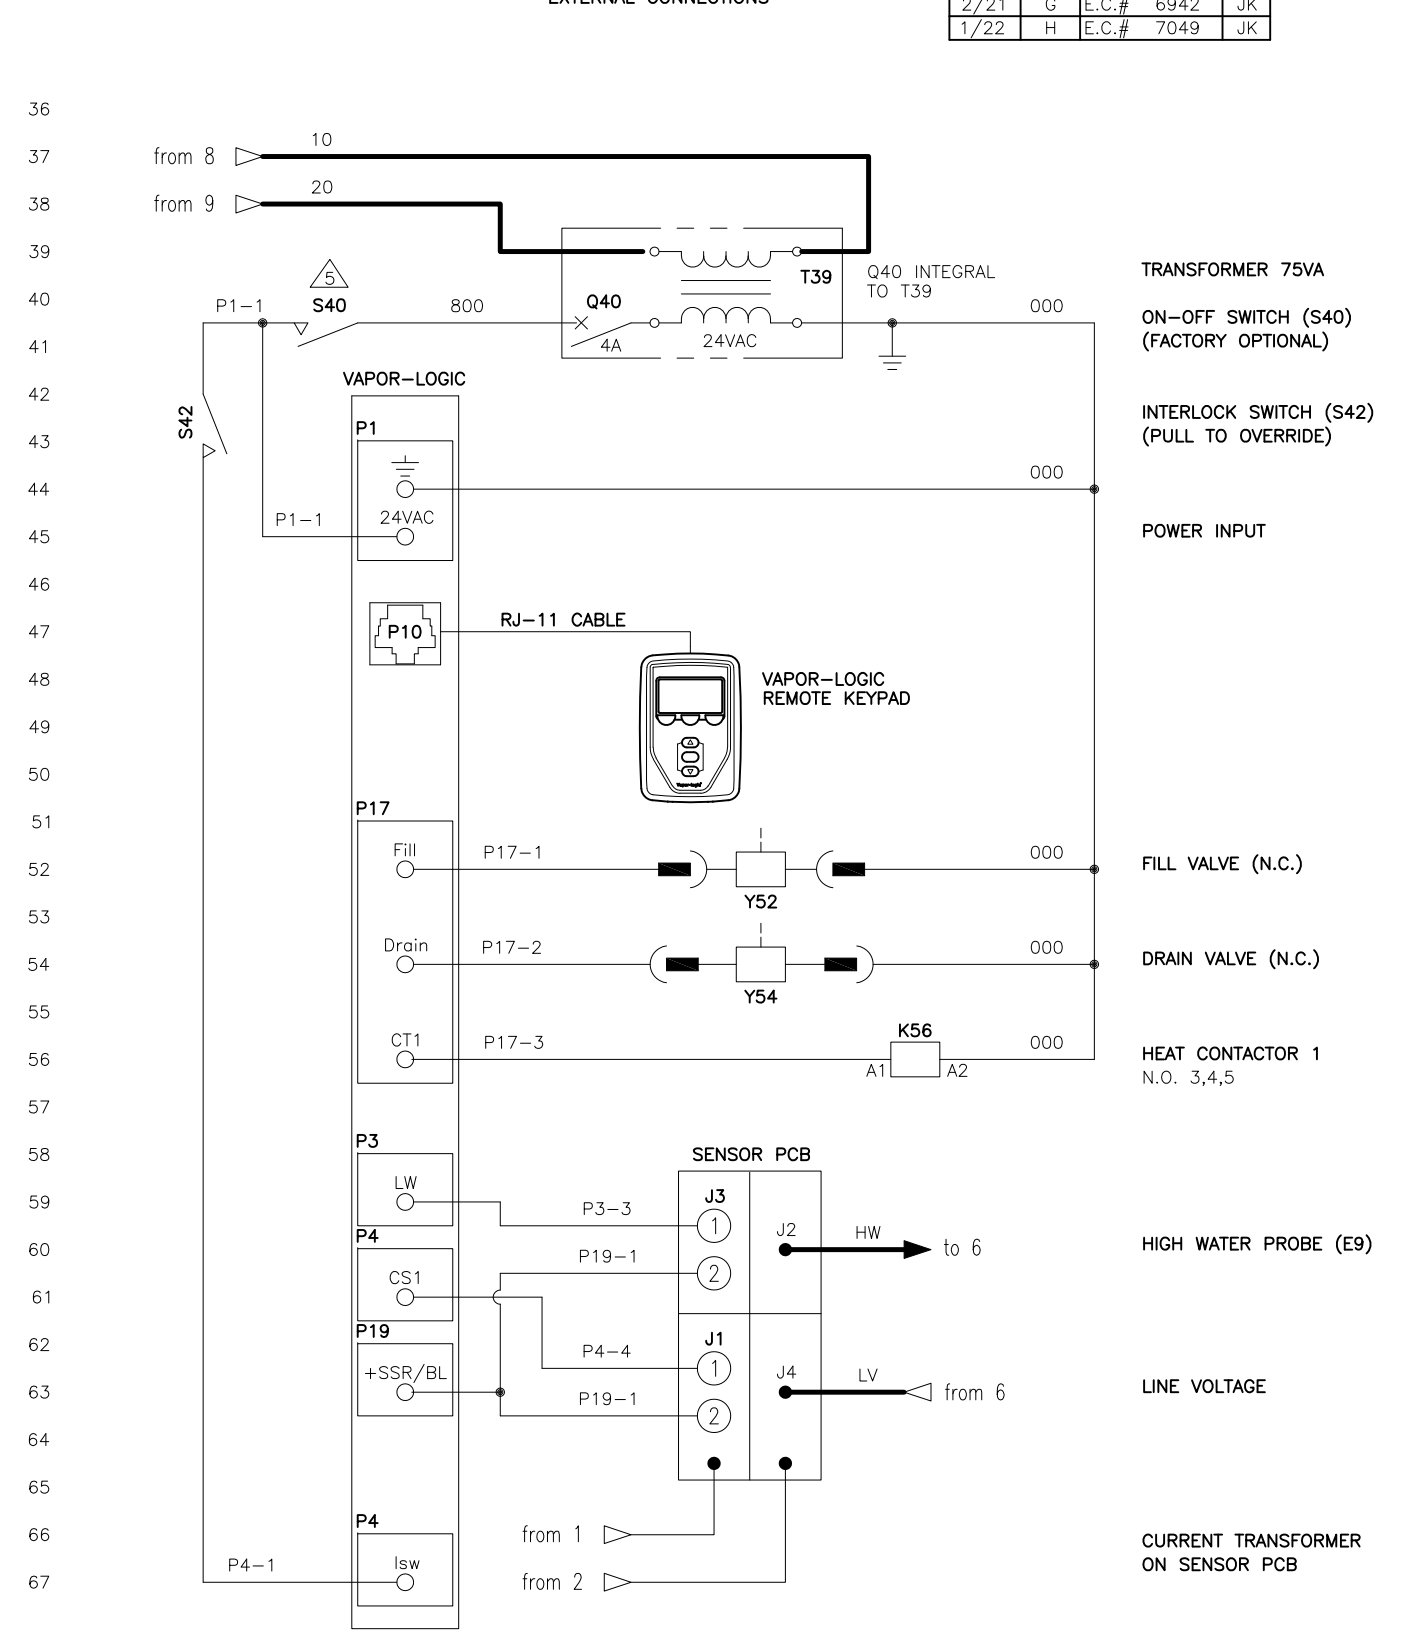 EXTERNAL CONNECTIONS
2/21 G E.C.# 6942 JK
1/22 H E.C.# 7049 JK
36
10
37 from 8
20
38 from 9
39
5
T39
Q40 INTEGRAL
TO T39
TRANSFORMER 75VA
40
P1-1
S40
800
Q40
000
ON-OFF SWITCH (S40)
(FACTORY OPTIONAL)
41
4A
24VAC
VAPOR-LOGIC
42
S42
INTERLOCK SWITCH (S42)
(PULL TO OVERRIDE)
P1
43
000
44
P1-1
24VAC
45
POWER INPUT
46
RJ-11 CABLE
47
P10
48
VAPOR-LOGIC
REMOTE KEYPAD
49
50
Vapor-logic
P17
51
Fill
P17-1
000
52
FILL VALVE (N.C.)
Y52
53
Drain
P17-2
000
54
DRAIN VALVE (N.C.)
Y54
55
CT1
P17-3
K56
000
56
A1
A2
HEAT CONTACTOR 1
N.O. 3,4,5
57
P3
58
SENSOR PCB
LW
59
P3-3
J3
1
P4
60
P19-1
2
J2
HW
to 6
HIGH WATER PROBE (E9)
CS1
61
P19
62
P4-4
J1
1
+SSR/BL
63
P19-1
2
J4
LV
from 6
LINE VOLTAGE
64
65
P4
66
from 1
CURRENT TRANSFORMER
ON SENSOR PCB
P4-1
Isw
67
from 2